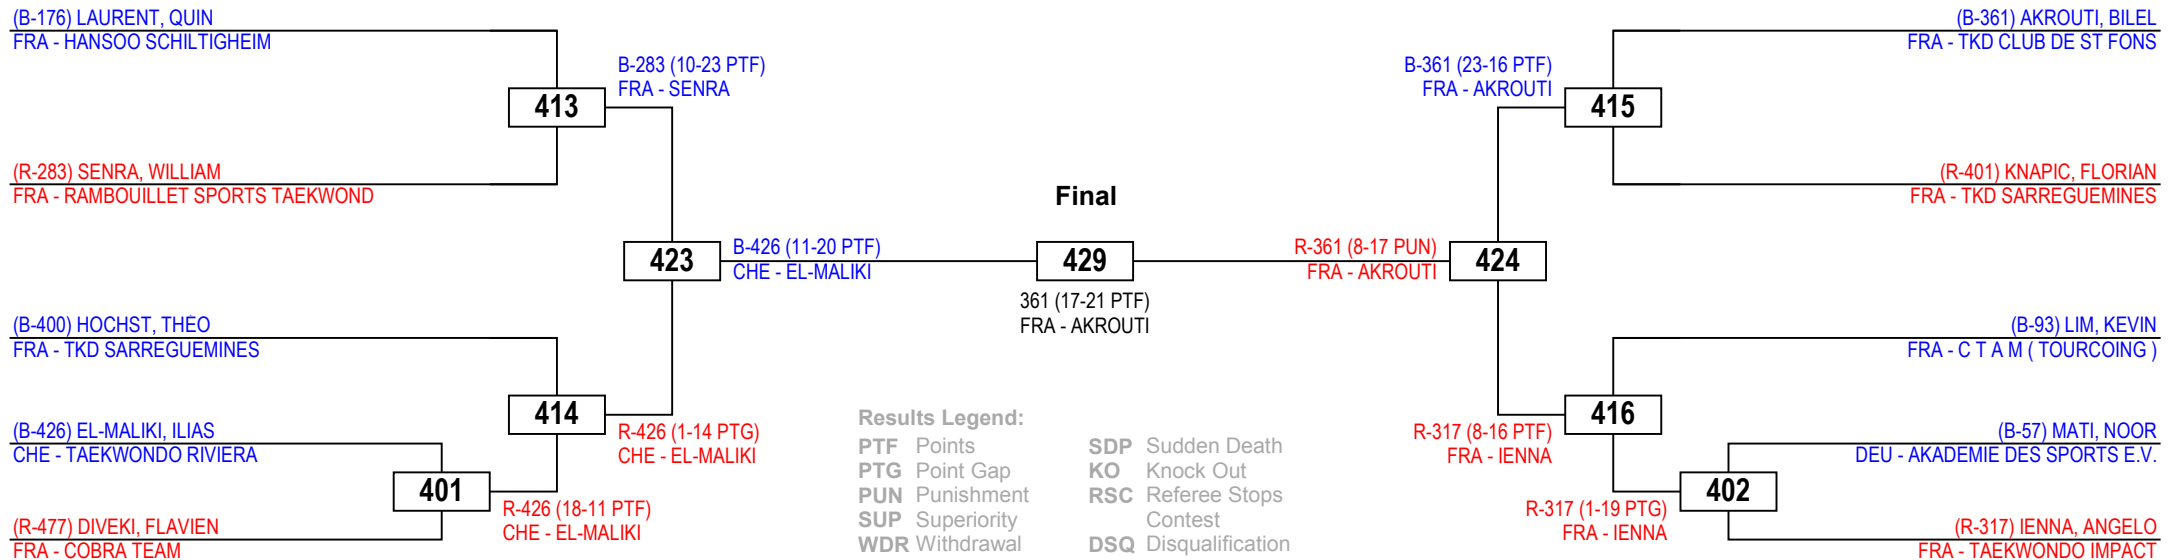 (B-176) LAURENT, QUIN
FRA - HANSOO SCHILTIGHEIM
413
B-283 (10-23 PTF)
FRA - SENRA
(R-283) SENRA, WILLIAM
FRA - RAMBOUILLET SPORTS TAEKWOND
423
B-426 (11-20 PTF)
CHE - EL-MALIKI
(B-400) HOCHST, THÉO
FRA - TKD SARREGUEMINES
414
R-426 (1-14 PTG)
CHE - EL-MALIKI
(B-426) EL-MALIKI, ILIAS
CHE - TAEKWONDO RIVIERA
401
R-426 (18-11 PTF)
CHE - EL-MALIKI
(R-477) DIVEKI, FLAVIEN
FRA - COBRA TEAM
Final
429
361 (17-21 PTF)
FRA - AKROUTI
Results Legend:
PTF Points
PTG Point Gap
PUN Punishment
SUP Superiority
WDR Withdrawal
SDP Sudden Death
KO Knock Out
RSC Referee Stops
Contest
DSQ Disqualification
(B-361) AKROUTI, BILEL
FRA - TKD CLUB DE ST FONS
B-361 (23-16 PTF)
FRA - AKROUTI
415
(R-401) KNAPIC, FLORIAN
FRA - TKD SARREGUEMINES
R-361 (8-17 PUN)
FRA - AKROUTI
424
(B-93) LIM, KEVIN
FRA - C T A M ( TOURCOING )
416
R-317 (8-16 PTF)
FRA - IENNA
(B-57) MATI, NOOR
DEU - AKADEMIE DES SPORTS E.V.
402
R-317 (1-19 PTG)
FRA - IENNA
(R-317) IENNA, ANGELO
FRA - TAEKWONDO IMPACT